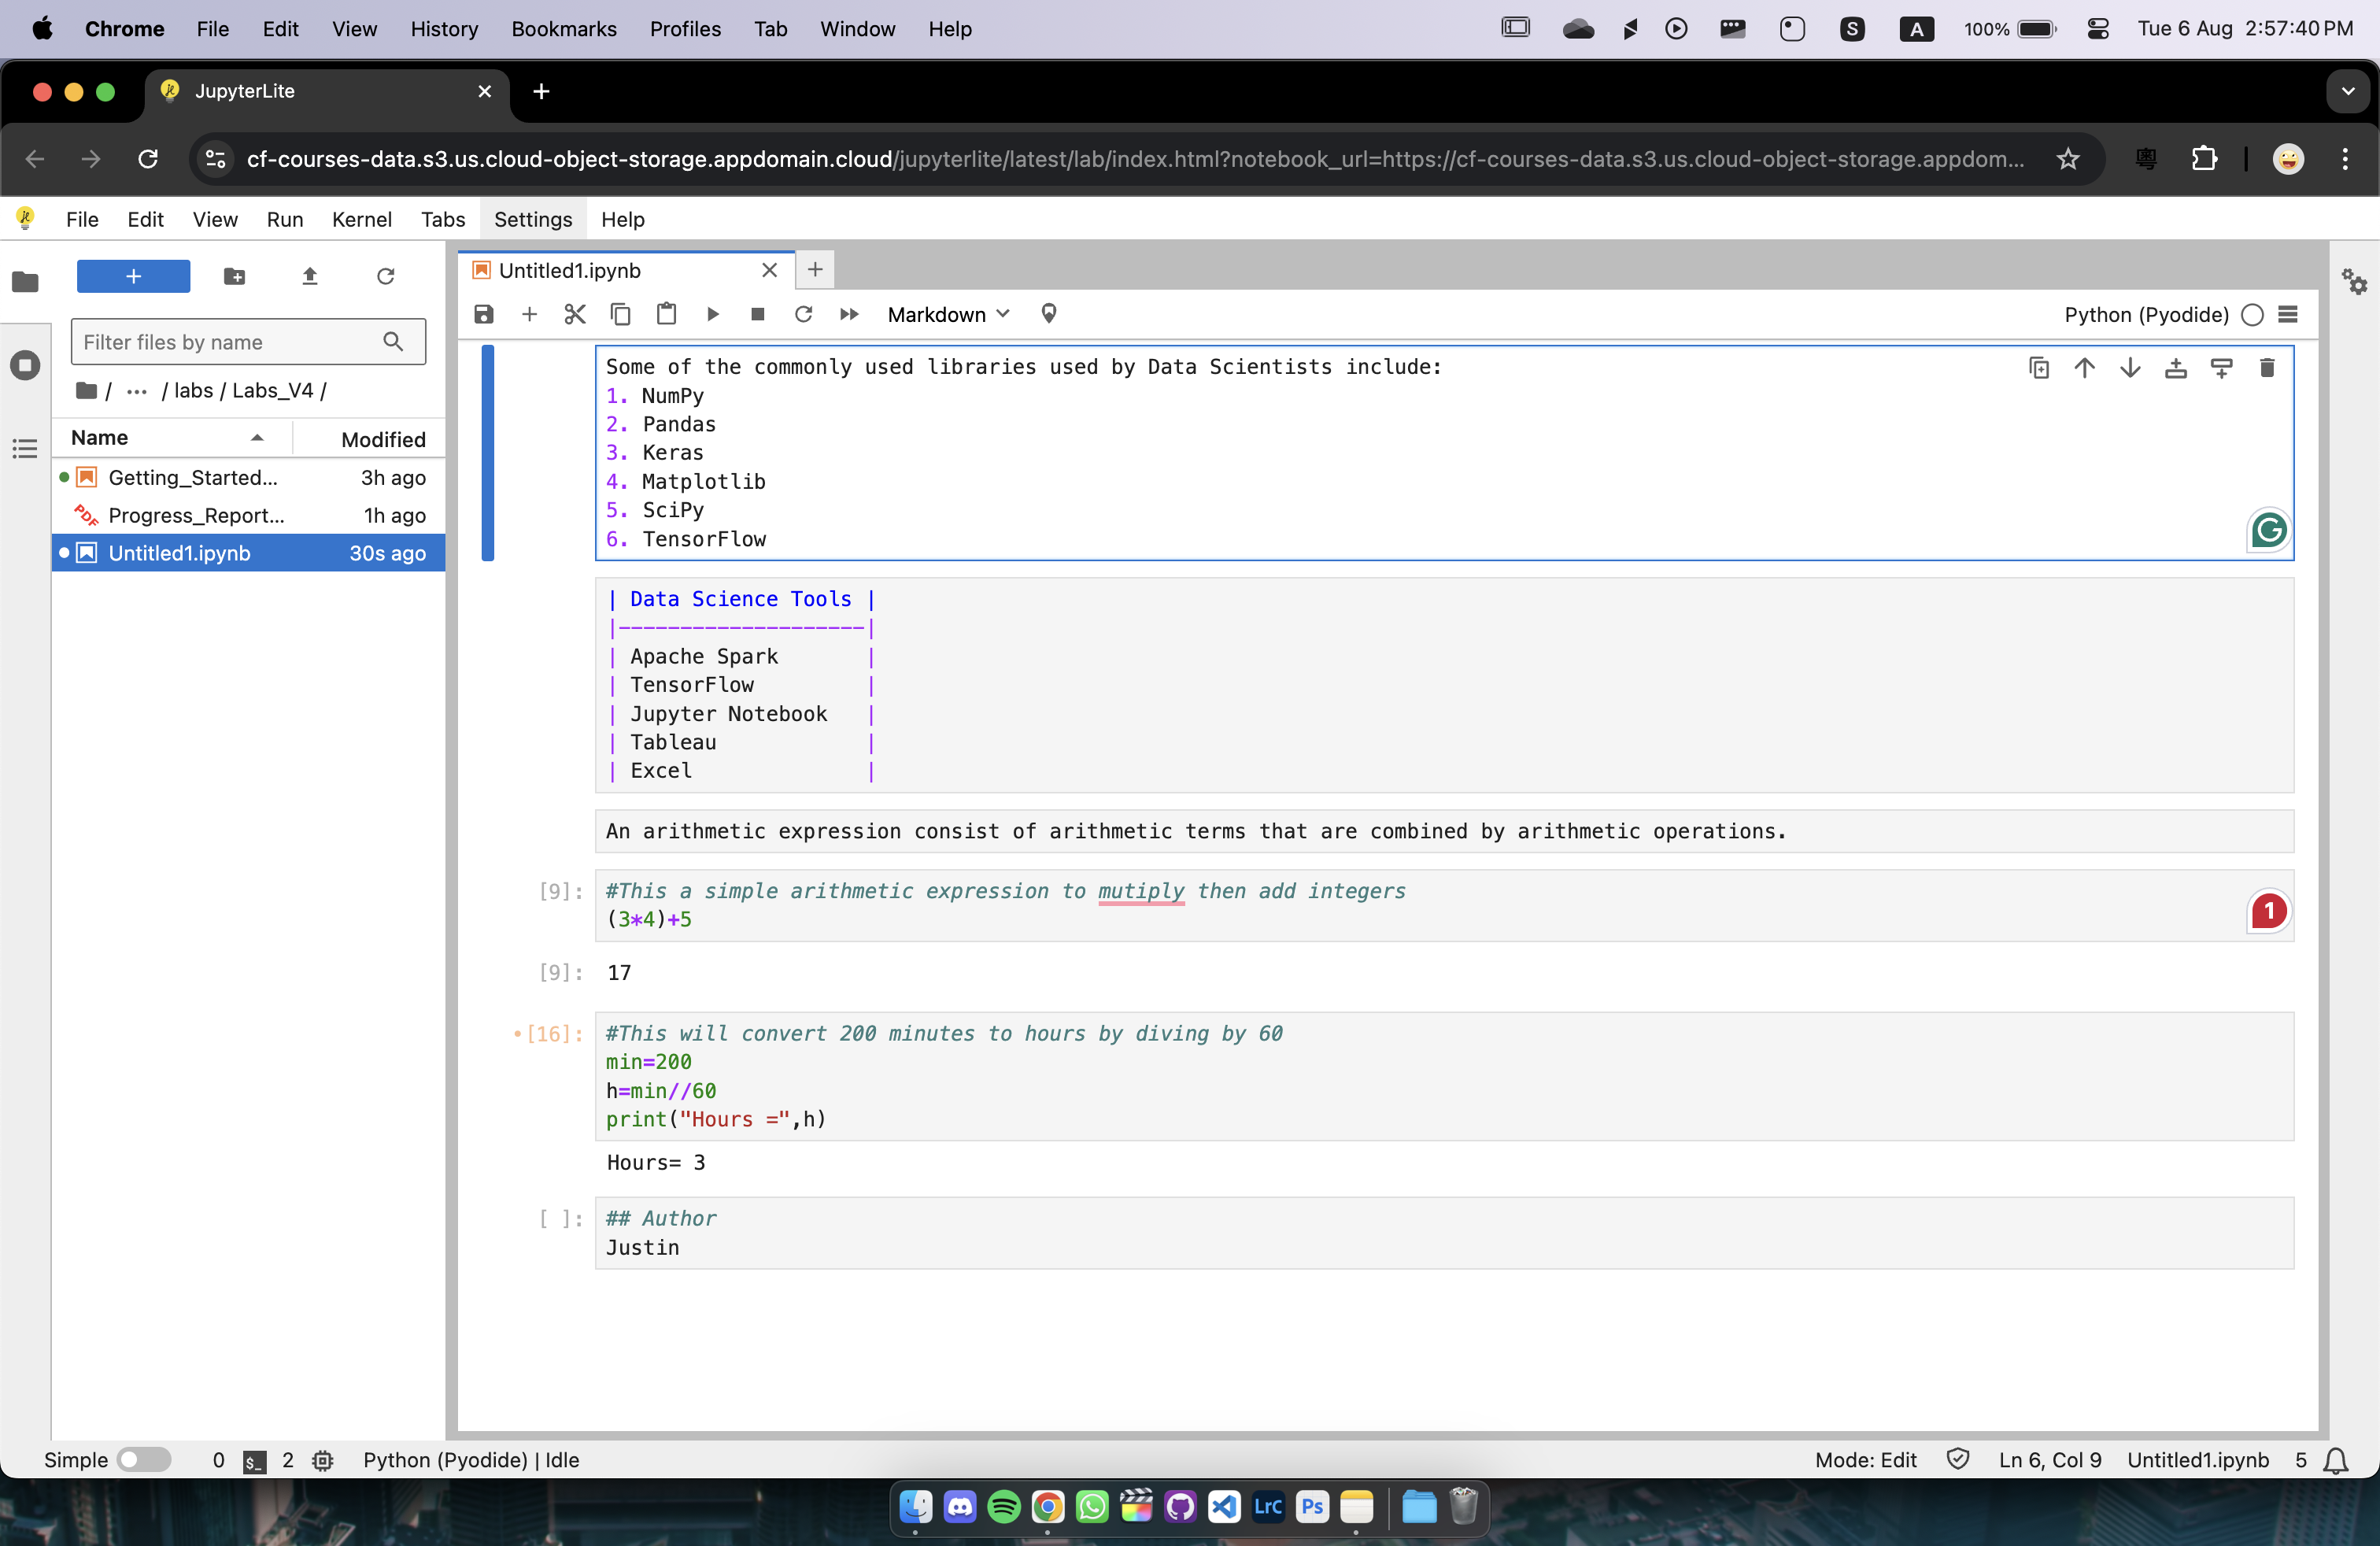 Chrome File Edit View History Bookmarks Profiles Tab Window Help S A 100% Tue 6 Aug 2:57:40 PM
JupyterLite
cf-courses-data.s3.us.cloud-object-storage.appdomain.cloud/jupyterlite/latest/lab/index.html?notebook_url=https://cf-courses-data.s3.us.cloud-object-storage.appdom... 粵
File Edit View Run Kernel Tabs Settings Help
Untitled1.ipynb
Markdown Python (Pyodide)
Filter files by name
/ ... / labs / Labs_V4 /
Name Modified
Getting_Started... 3h ago
PDF Progress_Report... 1h ago
Untitled1.ipynb 30s ago
Some of the commonly used libraries used by Data Scientists include:
1. NumPy
2. Pandas
3. Keras
4. Matplotlib
5. SciPy
6. TensorFlow
| Data Science Tools |
|--------------------|
| Apache Spark |
| TensorFlow |
| Jupyter Notebook |
| Tableau |
| Excel |
An arithmetic expression consist of arithmetic terms that are combined by arithmetic operations.
[9]: #This a simple arithmetic expression to mutiply then add integers
(3*4)+5
1
[9]: 17
•[16]: #This will convert 200 minutes to hours by diving by 60
min=200
h=min//60
print("Hours =",h)
Hours= 3
[ ]: ## Author
Justin
Simple 0 $_ 2 Python (Pyodide) | Idle Mode: Edit Ln 6, Col 9 Untitled1.ipynb 5
LrC Ps